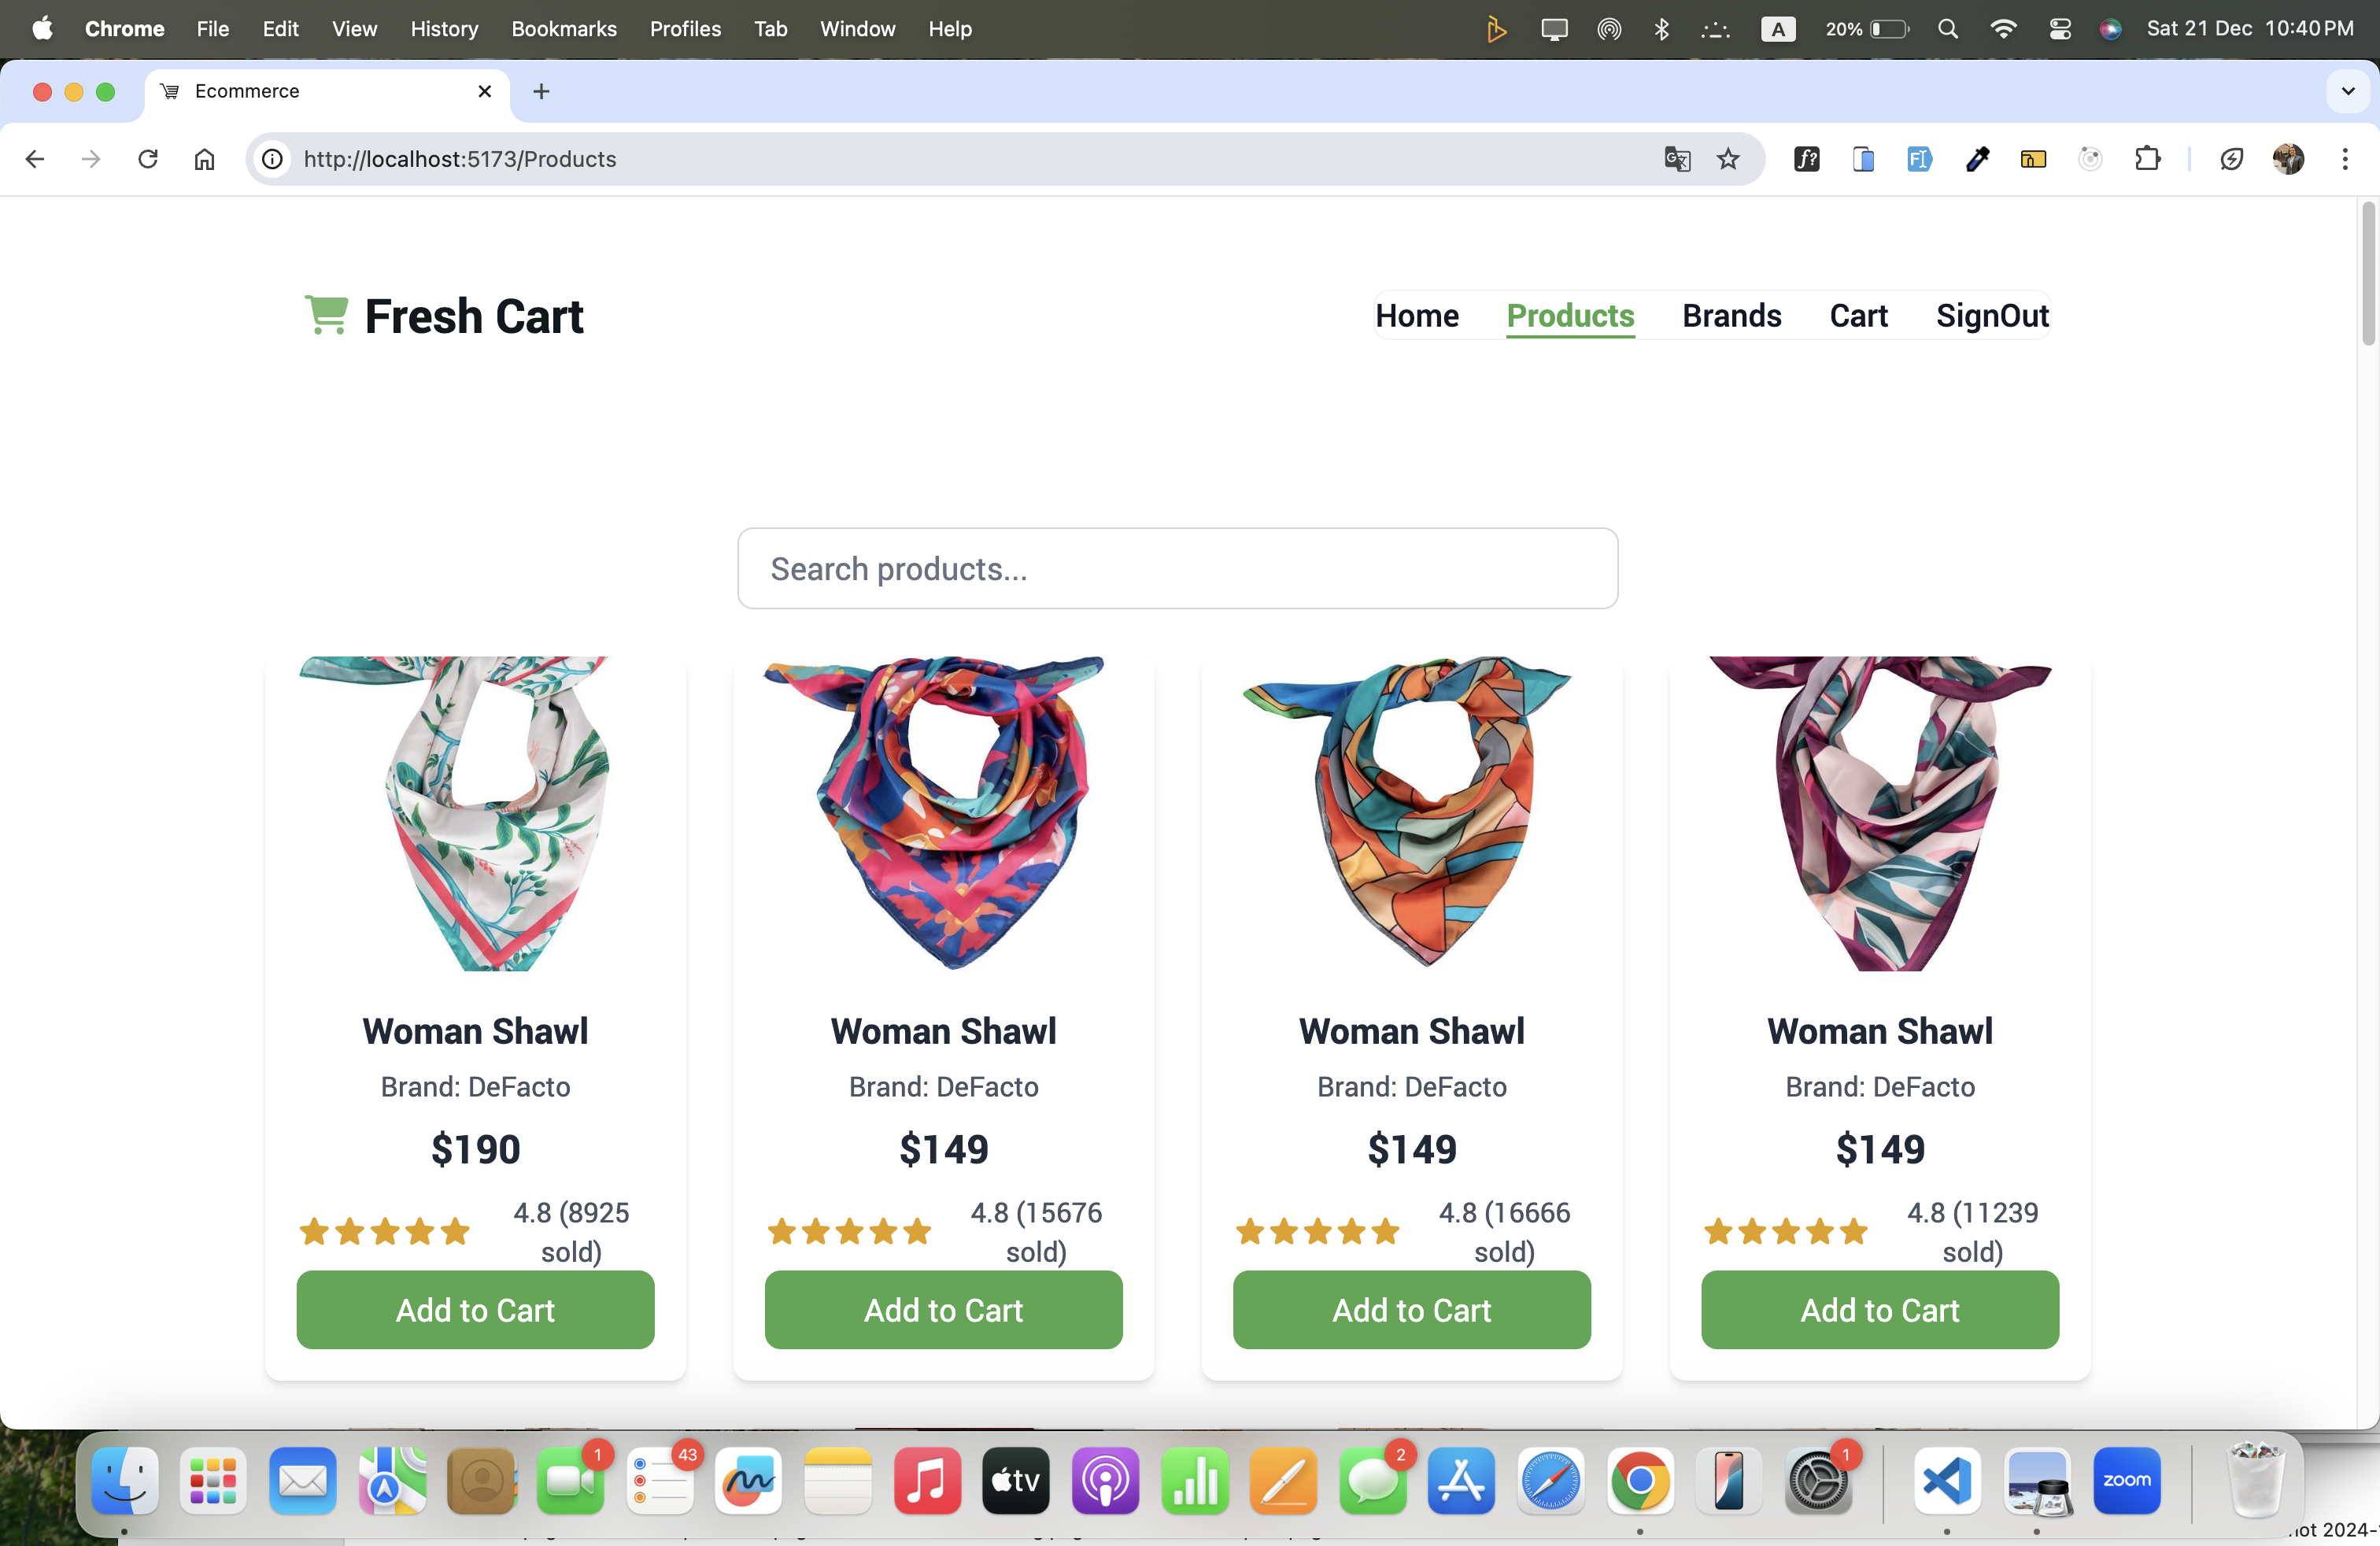 Chrome File Edit View History Bookmarks Profiles Tab Window Help A 20% Sat 21 Dec 10:40 PM
Ecommerce
http://localhost:5173/Products
Fresh Cart
Home Products Brands Cart SignOut
Search products...
Woman Shawl
Brand: DeFacto
$190
4.8 (8925
sold)
Add to Cart
Woman Shawl
Brand: DeFacto
$149
4.8 (15676
sold)
Add to Cart
Woman Shawl
Brand: DeFacto
$149
4.8 (16666
sold)
Add to Cart
Woman Shawl
Brand: DeFacto
$149
4.8 (11239
sold)
Add to Cart
1 43 tv 2 1 zoom
2024-